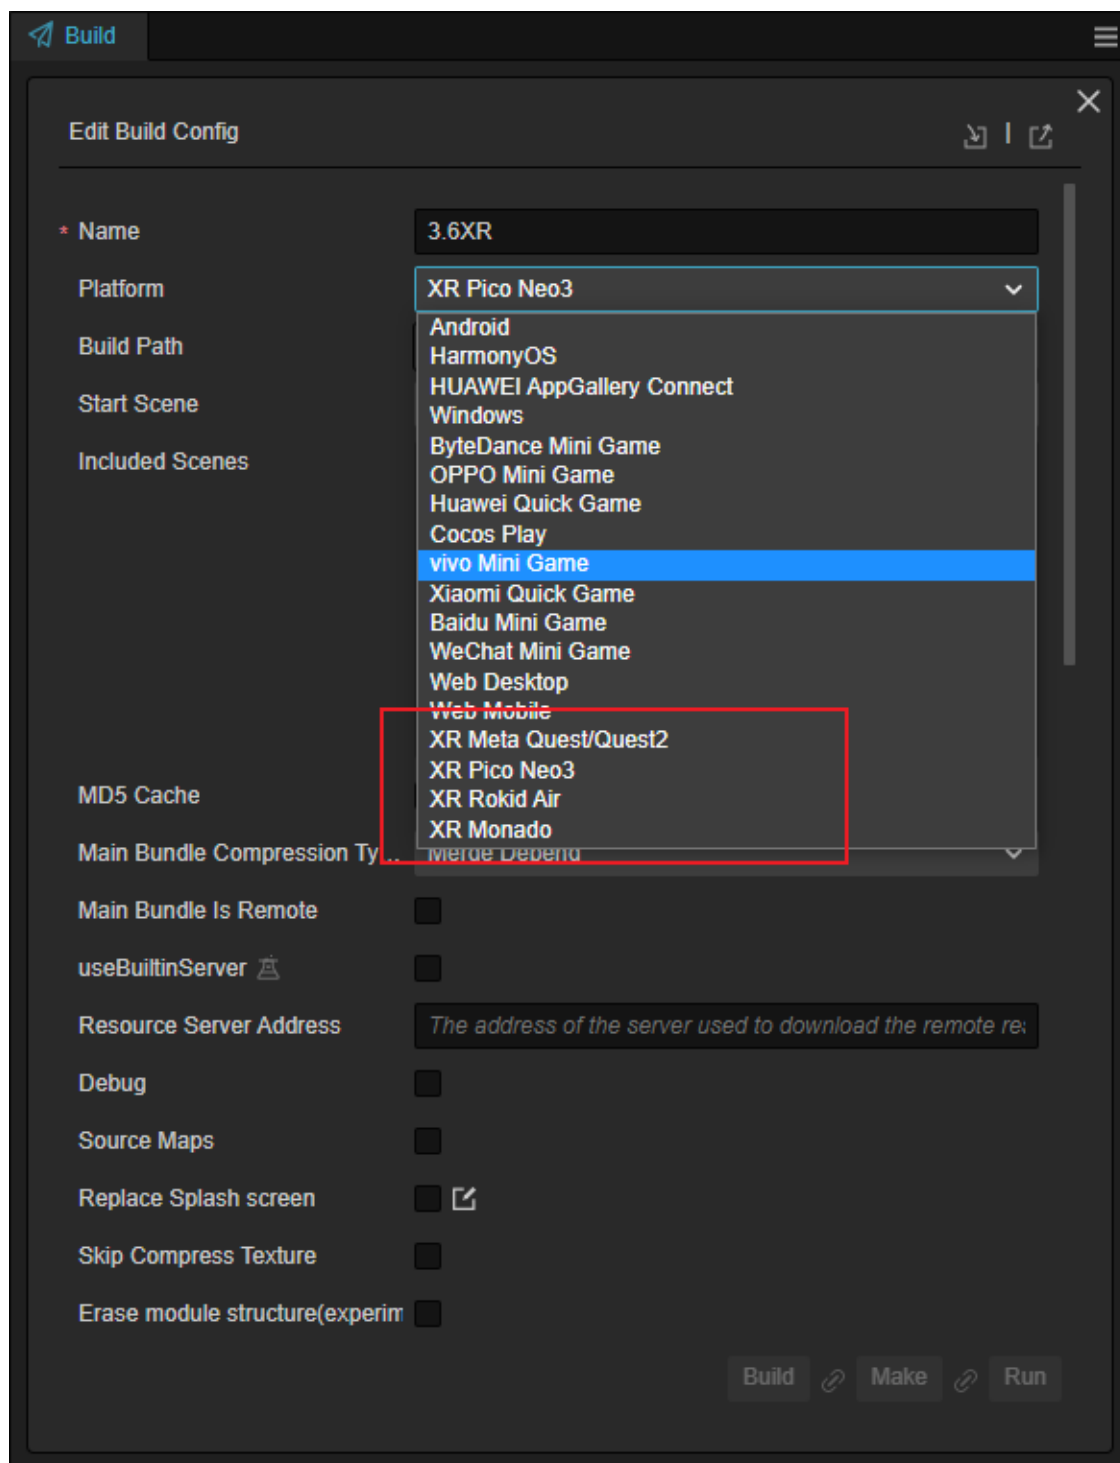 Build
Edit Build Config
* Name
3.6XR
Platform
XR Pico Neo3
Android
Build Path
HarmonyOS
HUAWEI AppGallery Connect
Start Scene
Windows
ByteDance Mini Game
Included Scenes
OPPO Mini Game
Huawei Quick Game
Cocos Play
vivo Mini Game
Xiaomi Quick Game
Baidu Mini Game
WeChat Mini Game
Web Desktop
Web Mobile
XR Meta Quest/Quest2
XR Pico Neo3
MD5 Cache
XR Rokid Air
XR Monado
Main Bundle Compression Ty...
Merge Depend
Main Bundle Is Remote
useBuiltinServer
Resource Server Address
The address of the server used to download the remote re
Debug
Source Maps
Replace Splash screen
Skip Compress Texture
Erase module structure(experim
Build
Make
Run